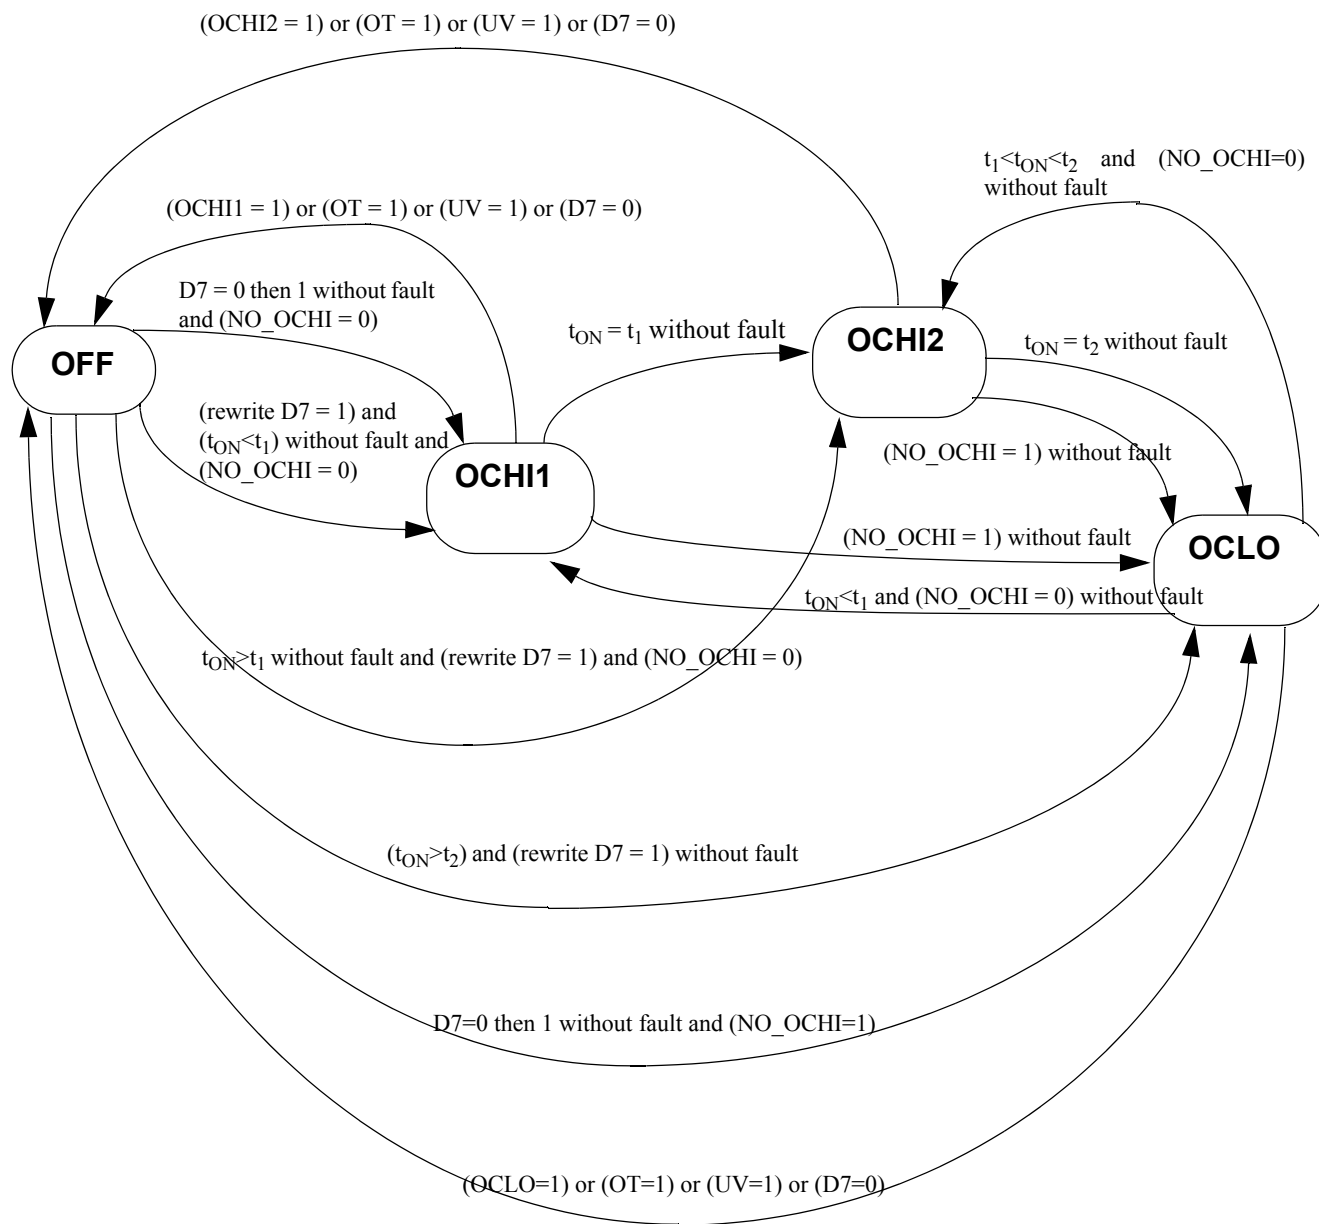 (OCHI2 = 1) or (OT = 1) or (UV = 1) or (D7 = 0)
t1<tON<t2 and (NO_OCHI=0)
without fault
(OCHI1 = 1) or (OT = 1) or (UV = 1) or (D7 = 0)
D7 = 0 then 1 without fault
and (NO_OCHI = 0)
tON = t1 without fault
OCHI2
tON = t2 without fault
OFF
(rewrite D7 = 1) and
(tON<t1) without fault and
(NO_OCHI = 0)
(NO_OCHI = 1) without fault
OCHI1
(NO_OCHI = 1) without fault
OCLO
tON<t1 and (NO_OCHI = 0) without fault
tON>t1 without fault and (rewrite D7 = 1) and (NO_OCHI = 0)
(tON>t2) and (rewrite D7 = 1) without fault
D7=0 then 1 without fault and (NO_OCHI=1)
(OCLO=1) or (OT=1) or (UV=1) or (D7=0)